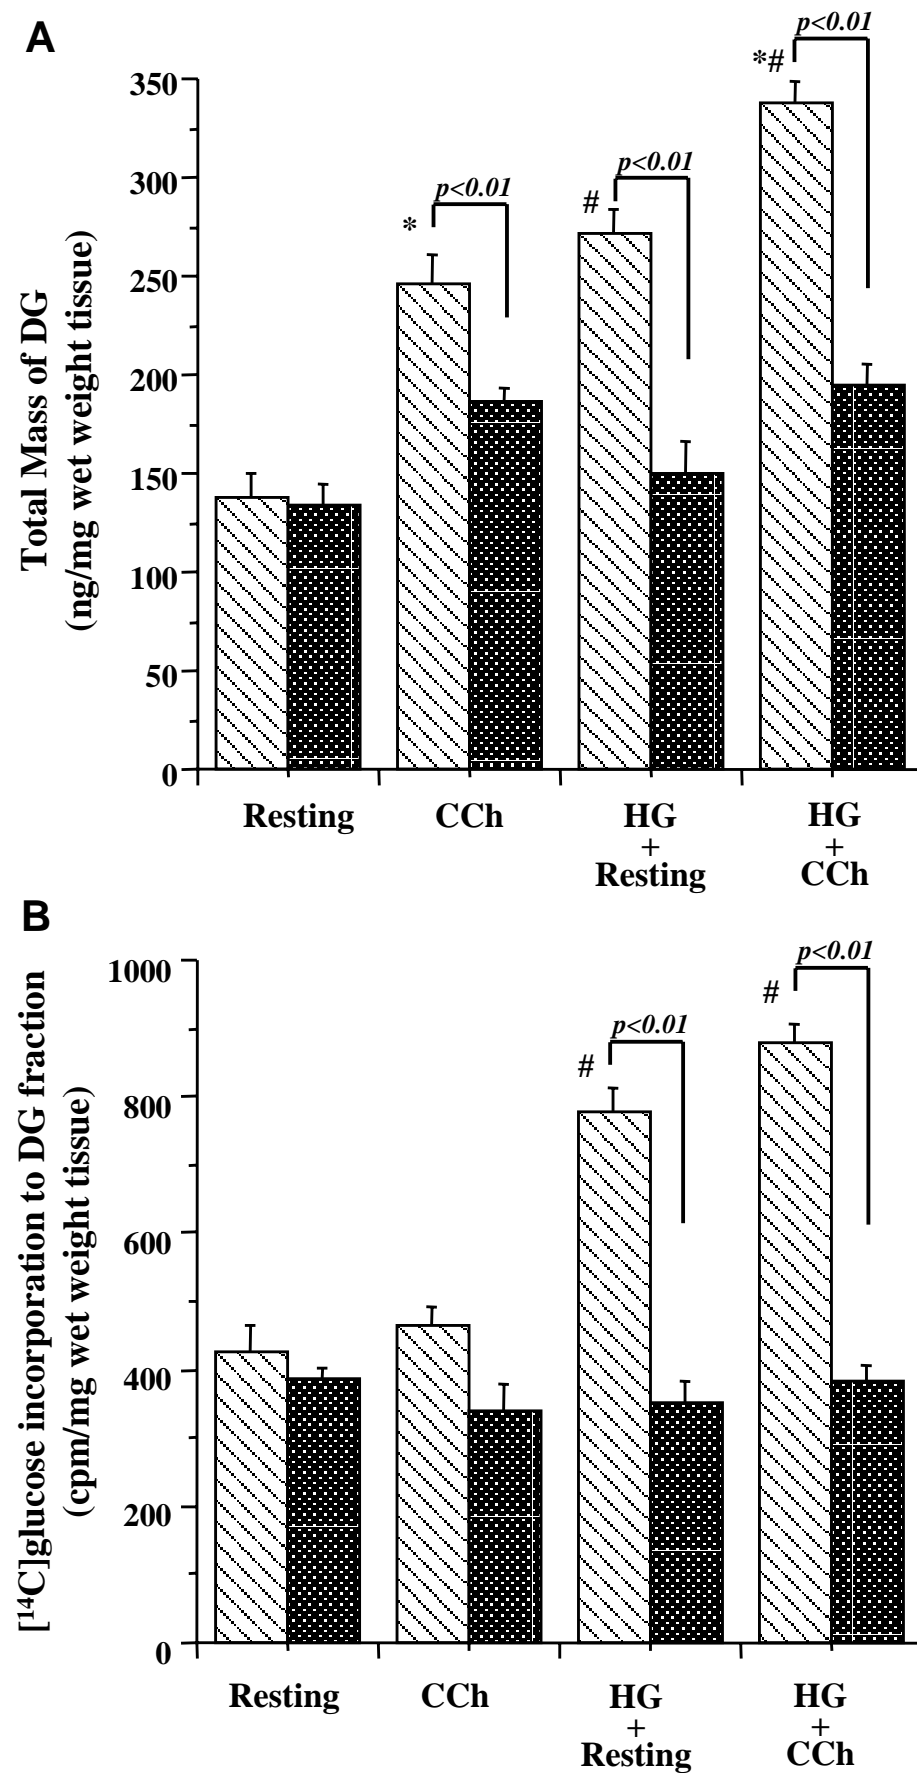 A
p<0.01
*#
350
p<0.01
300
#
p<0.01
*
250
Total Mass of DG
(ng/mg wet weight tissue)
200
150
100
50
0
Resting
CCh
HG
+
Resting
HG
+
CCh
B
p<0.01
1000
#
p<0.01
#
[¹⁴C]glucose incorporation to DG fraction
(cpm/mg wet weight tissue)
800
600
400
200
0
Resting
CCh
HG
+
Resting
HG
+
CCh